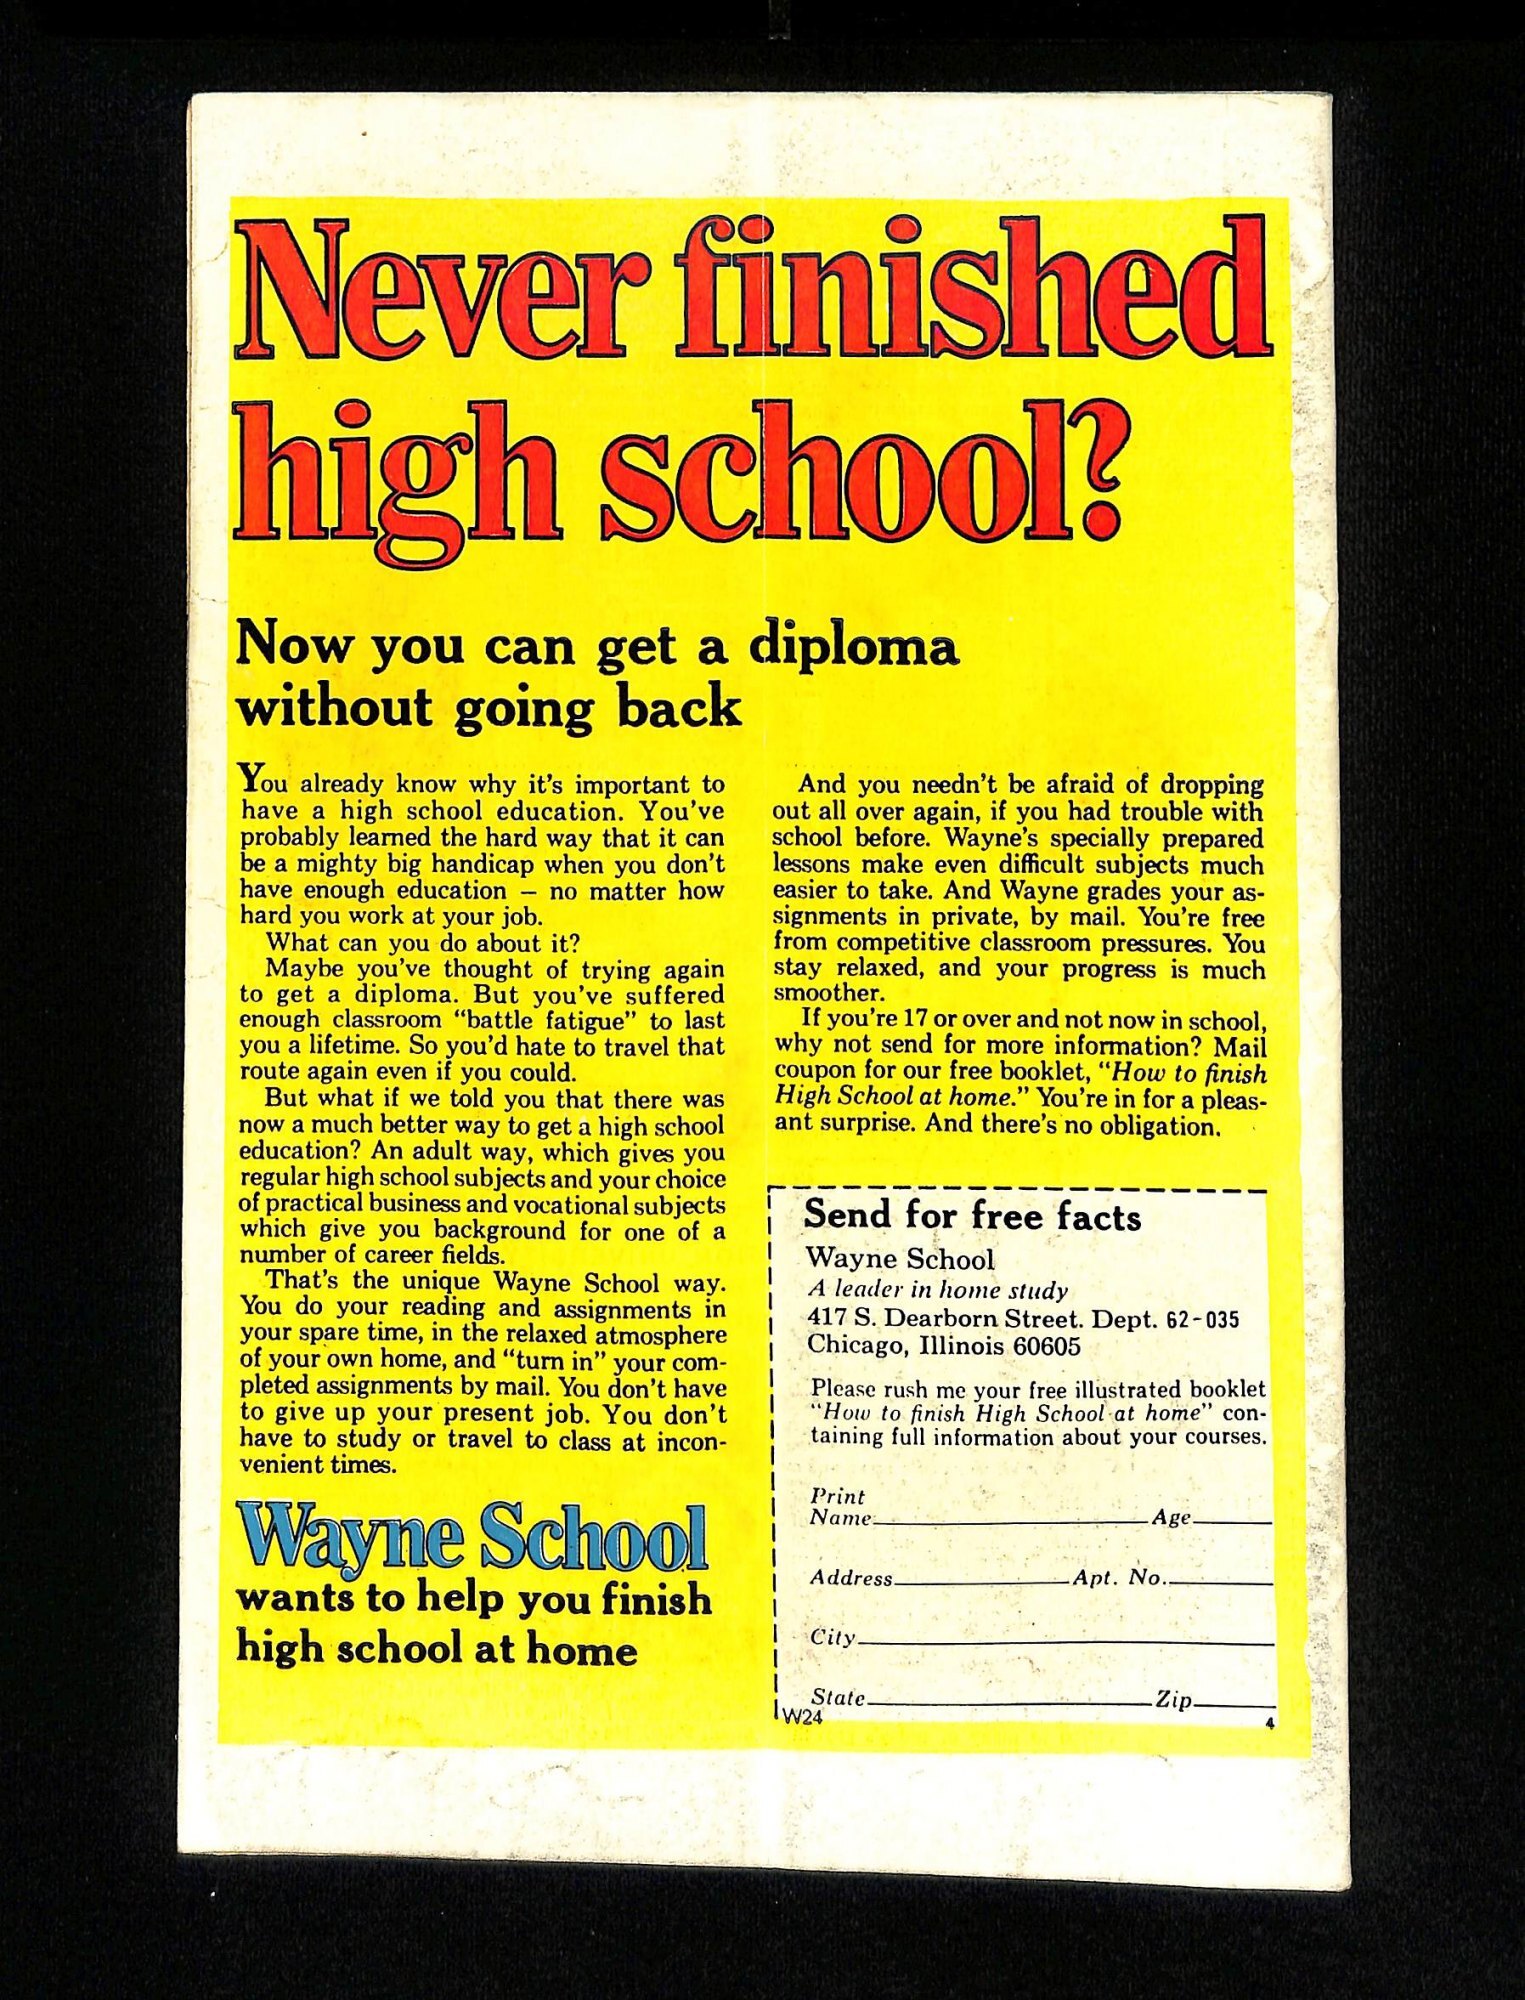 Never finished
high school?
Now you can get a diploma
without going back
You already know why it's important to
have a high school education. You've
probably learned the hard way that it can
be a mighty big handicap when you don't
have enough education — no matter how
hard you work at your job.
What can you do about it?
Maybe you've thought of trying again
to get a diploma. But you've suffered
enough classroom "battle fatigue" to last
you a lifetime. So you'd hate to travel that
route again even if you could.
But what if we told you that there was
now a much better way to get a high school
education? An adult way, which gives you
regular high school subjects and your choice
of practical business and vocational subjects
which give you background for one of a
number of career fields.
That's the unique Wayne School way.
You do your reading and assignments in
your spare time, in the relaxed atmosphere
of your own home, and "turn in" your com-
pleted assignments by mail. You don't have
to give up your present job. You don't
have to study or travel to class at incon-
venient times.
Wayne School
wants to help you finish
high school at home
And you needn't be afraid of dropping
out all over again, if you had trouble with
school before. Wayne's specially prepared
lessons make even difficult subjects much
easier to take. And Wayne grades your as-
signments in private, by mail. You're free
from competitive classroom pressures. You
stay relaxed, and your progress is much
smoother.
If you're 17 or over and not now in school,
why not send for more information? Mail
coupon for our free booklet, "How to finish
High School at home." You're in for a pleas-
ant surprise. And there's no obligation.
Send for free facts
Wayne School
A leader in home study
417 S. Dearborn Street. Dept. 62-035
Chicago, Illinois 60605
Please rush me your free illustrated booklet
"How to finish High School at home" con-
taining full information about your courses.
Print
Name Age
Address Apt. No.
City
State Zip
W24 4